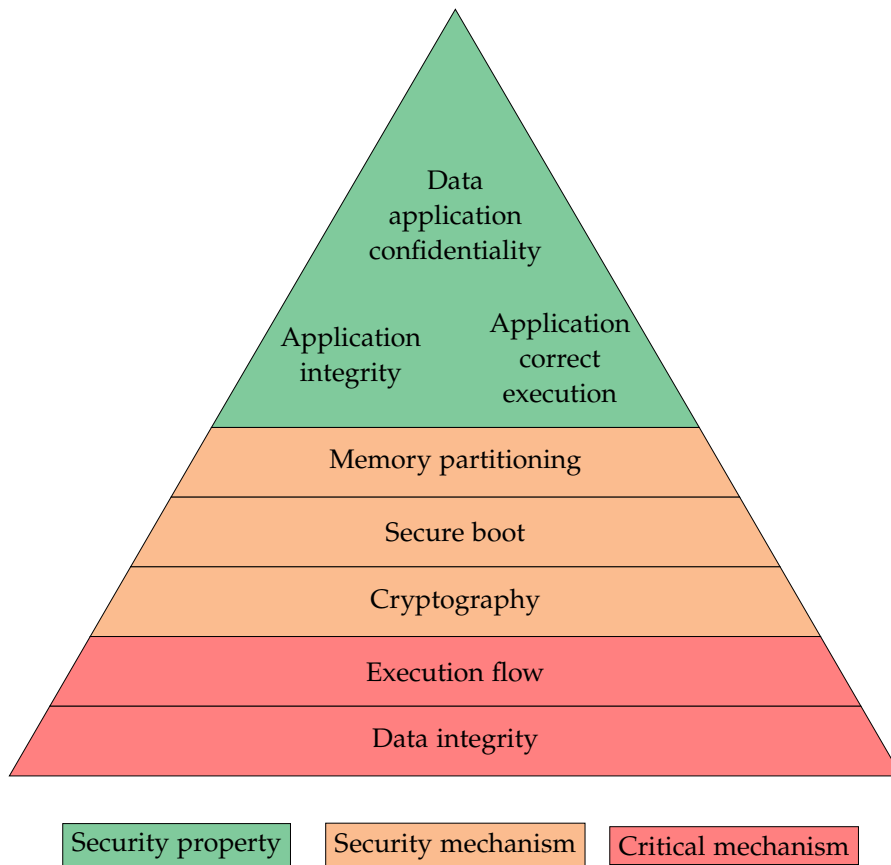 Data
application
confidentiality
Application
integrity
Application
correct
execution
Memory partitioning
Secure boot
Cryptography
Execution flow
Data integrity
Security property
Security mechanism
Critical mechanism